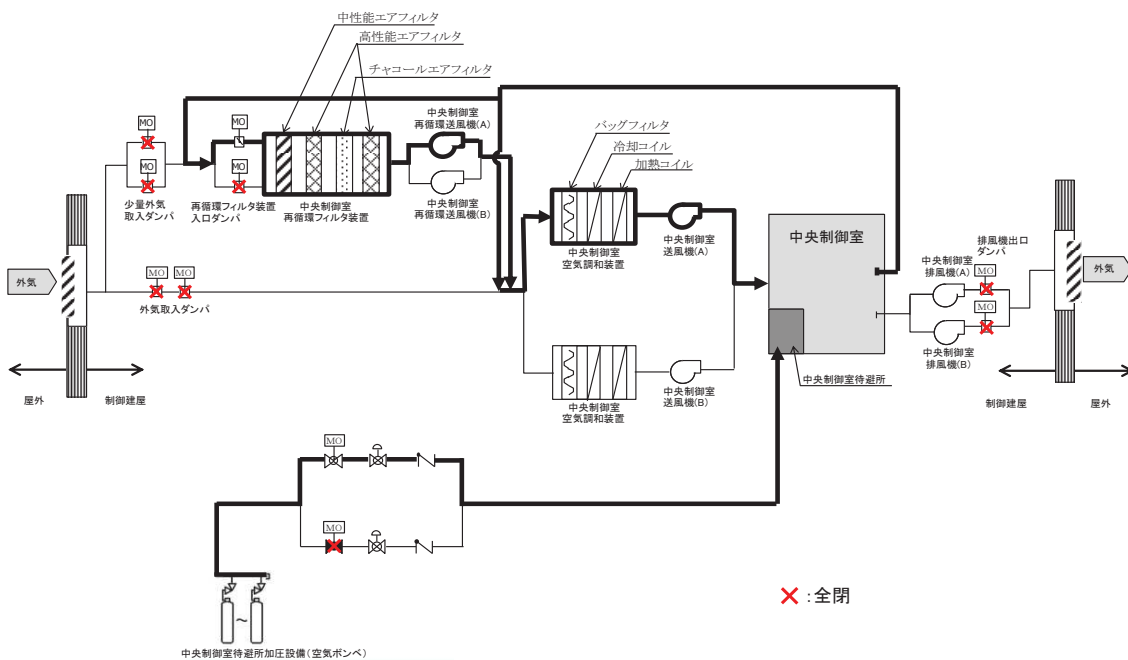 中性能エアフィルタ
高性能エアフィルタ
チャコールエアフィルタ
MO
MO
MO
MO
少量外気
取入ダンパ
再循環フィルタ装置
入口ダンパ
中央制御室
再循環フィルタ装置
中央制御室
再循環送風機(A)
中央制御室
再循環送風機(B)
バッグフィルタ
冷却コイル
加熱コイル
中央制御室
空気調和装置
中央制御室
送風機(A)
中央制御室
排風機出口
ダンパ
中央制御室
排風機(A)
MO
MO
中央制御室
排風機(B)
外気
外気
MO
MO
外気取入ダンパ
中央制御室
空気調和装置
中央制御室
送風機(B)
中央制御室待避所
屋外
制御建屋
制御建屋
屋外
MO
MO
中央制御室待避所加圧設備(空気ボンベ)
～
:全閉